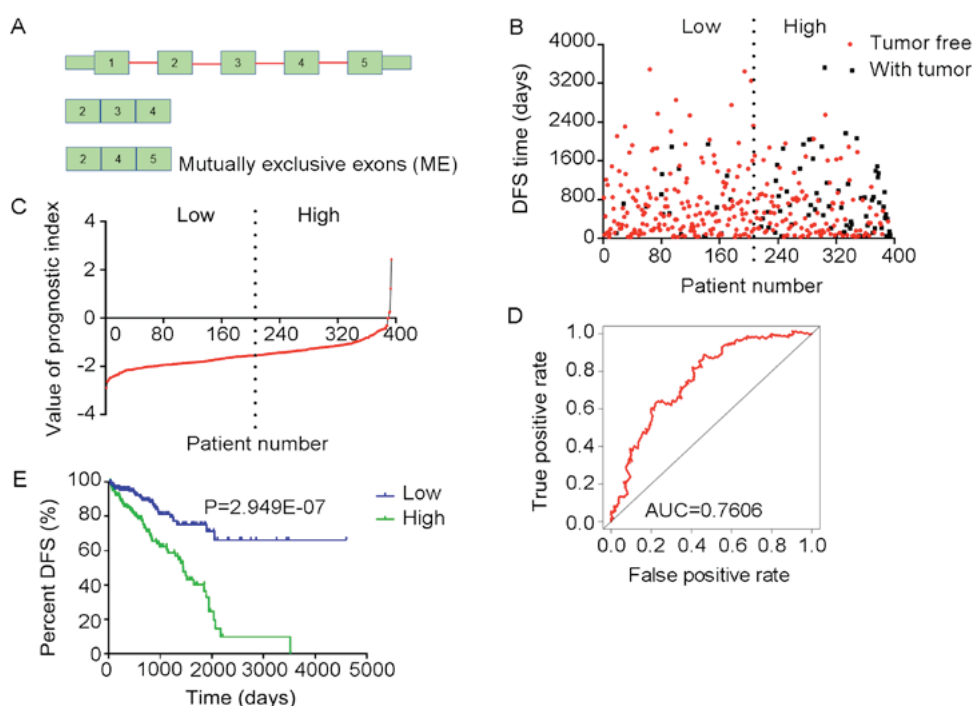 A
1 2 3 4 5
2 3 4
2 4 5 Mutually exclusive exons (ME)
B
Low High
Tumor free
With tumor
DFS time (days)
4000
3200
2400
1600
800
0
0 80 160 240 320 400
Patient number
C
Low High
Value of prognostic index
4
2
0
-2
-4
0 80 160 240 320 400
Patient number
D
True positive rate
1.0
0.8
0.6
0.4
0.2
0.0
AUC=0.7606
0.0 0.2 0.4 0.6 0.8 1.0
False positive rate
E
Percent DFS (%)
100
80
60
40
20
0
P=2.949E-07
Low
High
0 1000 2000 3000 4000 5000
Time (days)